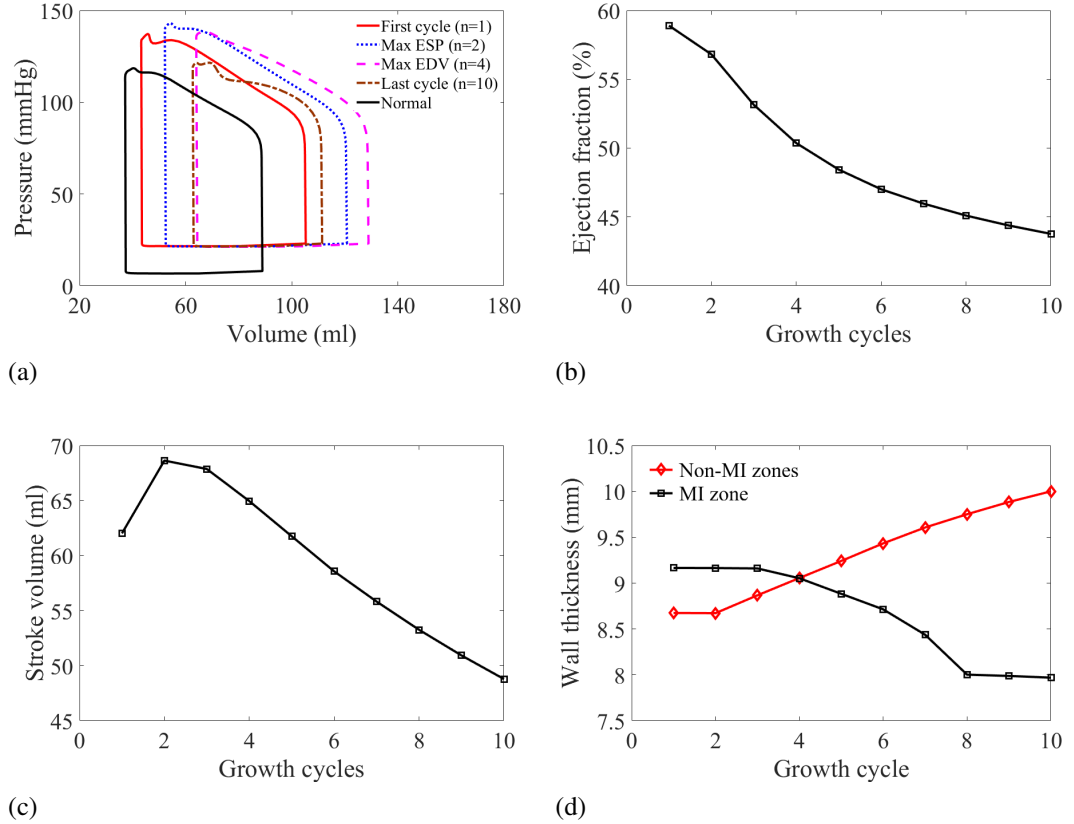 150
100
50
0
20
60
100
140
180
Pressure (mmHg)
Volume (ml)
First cycle (n=1)
Max ESP (n=2)
Max EDV (n=4)
Last cycle (n=10)
Normal
(a)
60
55
50
45
40
0
2
4
6
8
10
Ejection fraction (%)
Growth cycles
(b)
70
65
60
55
50
45
0
2
4
6
8
10
Stroke volume (ml)
Growth cycles
(c)
10.5
10
9.5
9
8.5
8
7.5
0
2
4
6
8
10
Wall thickness (mm)
Growth cycle
Non-MI zones
MI zone
(d)